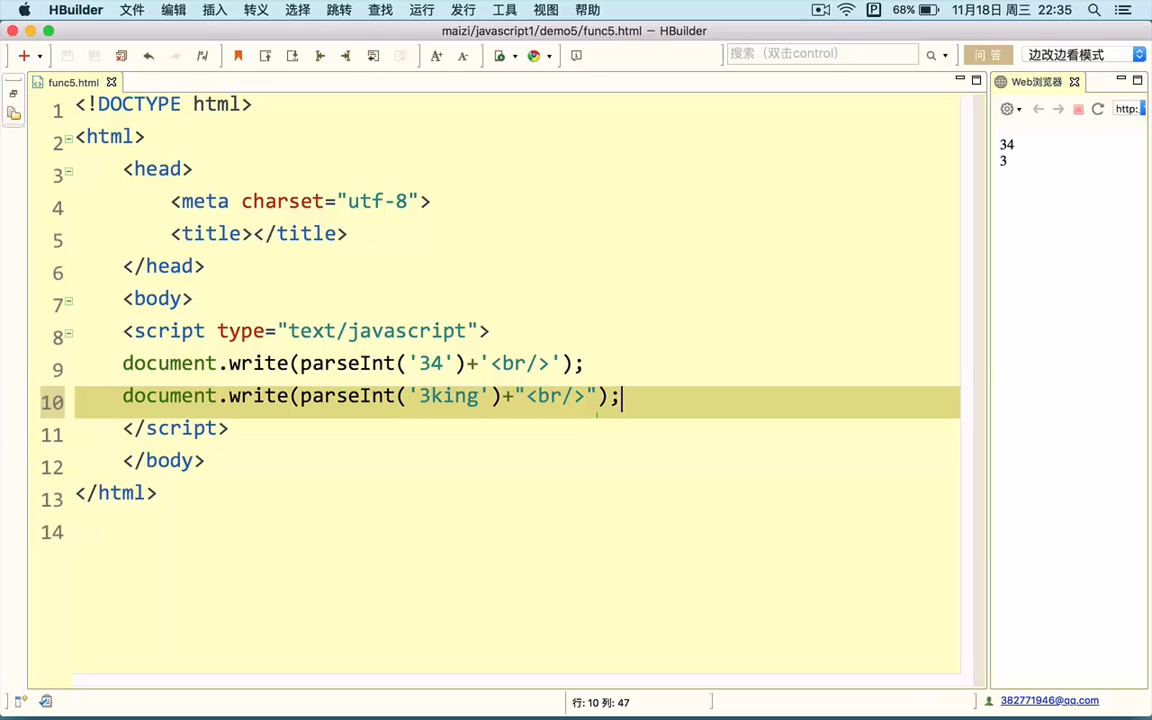 HBuilder 文件 编辑 插入 转义 选择 跳转 查找 运行 发行 工具 视图 帮助 68% 11月18日 周三 22:35
maizi/javascript1/demo5/func5.html — HBuilder
搜索（双击control） 问 答 边改边看模式
func5.html Web浏览器
http:
1 <!DOCTYPE html>
2 <html>
3 <head>
4 <meta charset="utf-8">
5 <title></title>
6 </head>
7 <body>
8 <script type="text/javascript">
9 document.write(parseInt('34')+'<br/>');
10 document.write(parseInt('3king')+"<br/>");
11 </script>
12 </body>
13 </html>
14
34
3
行: 10 列: 47
382771946@qq.com